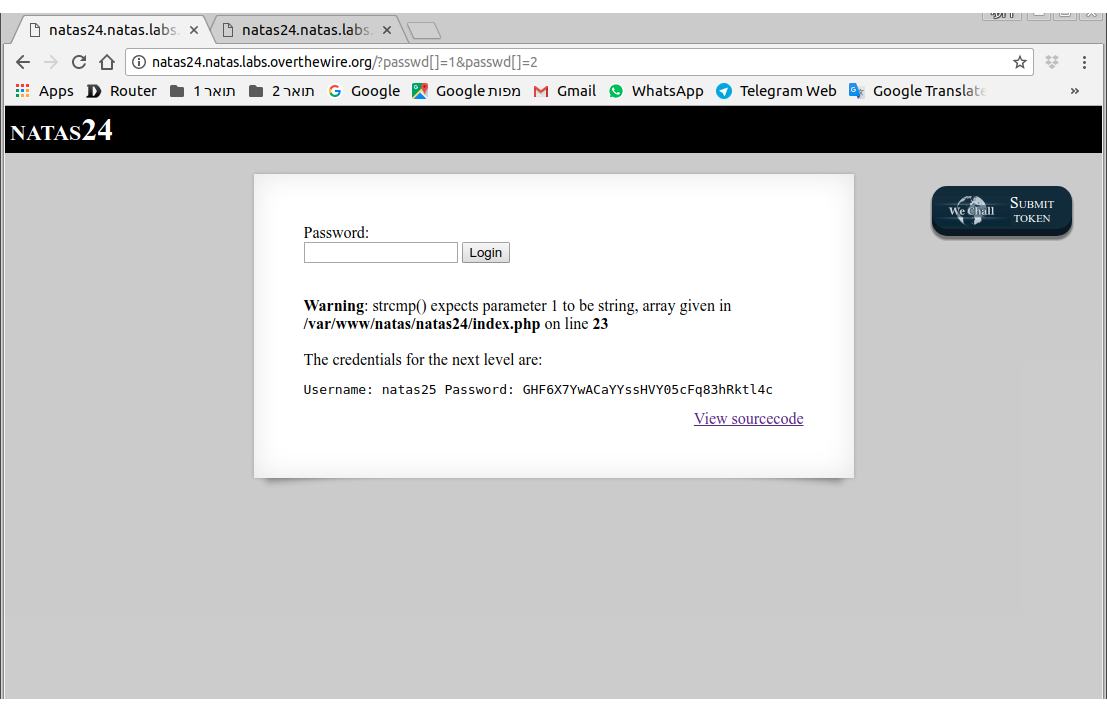 natas24.natas.labs. natas24.natas.labs.
natas24.natas.labs.overthewire.org/?passwd[]=1&passwd[]=2
Apps Router תואר 1 תואר 2 Google Google מפות Gmail WhatsApp Telegram Web Google Translate »
NATAS24
We Chall SUBMIT
TOKEN
Password:
Login
Warning: strcmp() expects parameter 1 to be string, array given in
/var/www/natas/natas24/index.php on line 23
The credentials for the next level are:
Username: natas25 Password: GHF6X7YwACaYYssHVY05cFq83hRktl4c
View sourcecode